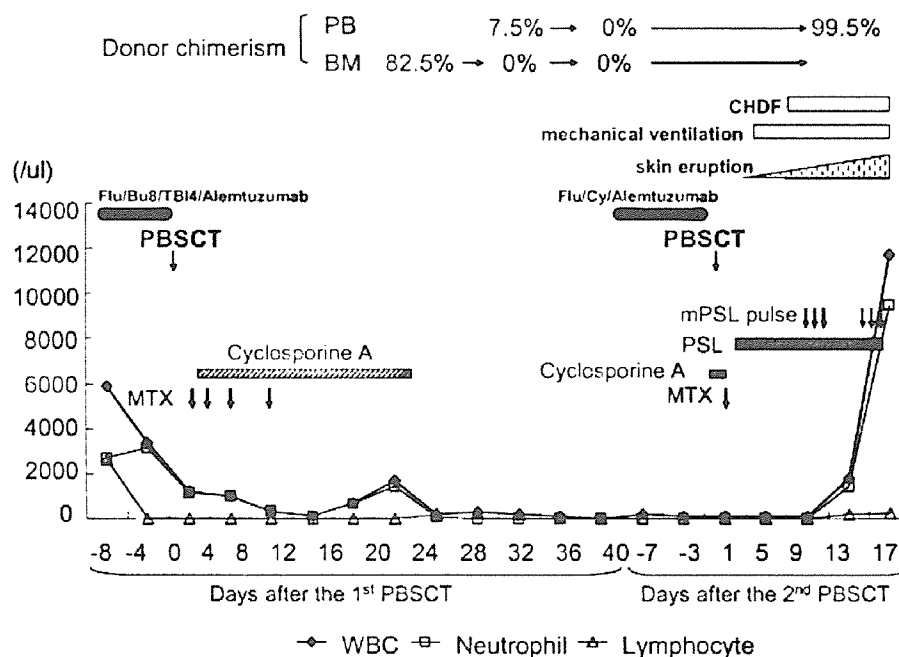 PB 7.5% → 0% → 99.5%
Donor chimerism
BM 82.5% → 0% → 0% →
CHDF
mechanical ventilation
skin eruption
(/ul)
Flu/Bu8/TBI4/Alemtuzumab
Flu/Cy/Alemtuzumab
14000
PBSCT
PBSCT
12000
10000
mPSL pulse
8000
PSL
Cyclosporine A
Cyclosporine A
6000
MTX
MTX
4000
2000
0
-8 -4 0 4 8 12 16 20 24 28 32 36 40 -7 -3 1 5 9 13 17
Days after the 1st PBSCT
Days after the 2nd PBSCT
WBC Neutrophil Lymphocyte